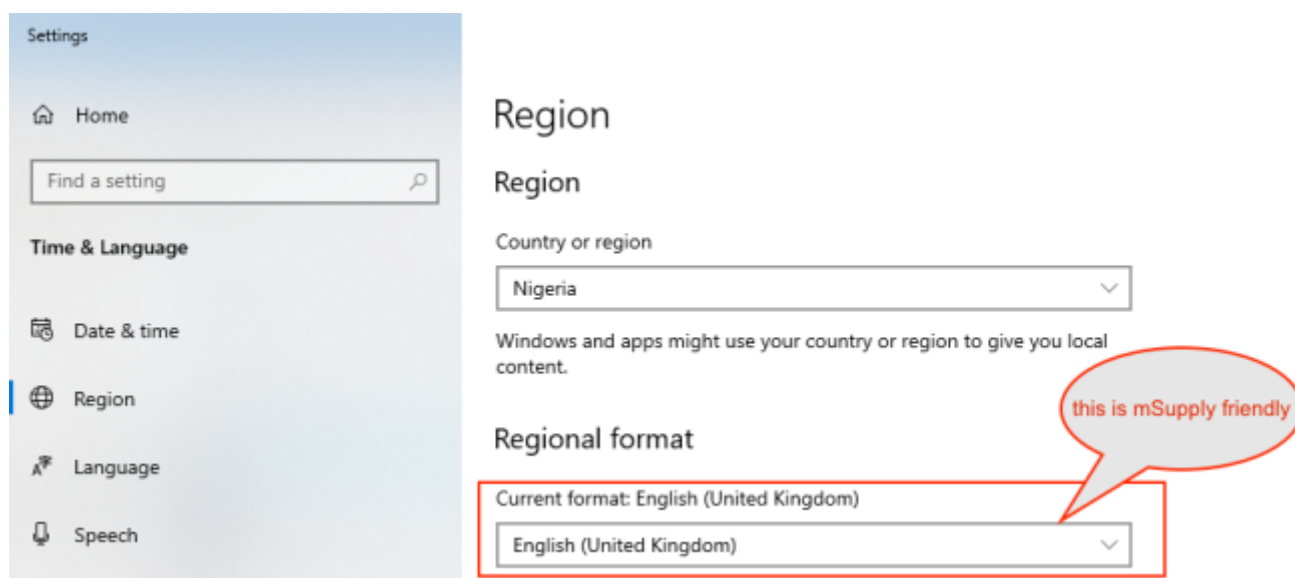 Settings
Home
Find a setting
Time & Language
Date & time
Region
Language
Speech
Region
Region
Country or region
Nigeria
Windows and apps might use your country or region to give you local
content.
this is mSupply friendly
Regional format
Current format: English (United Kingdom)
English (United Kingdom)